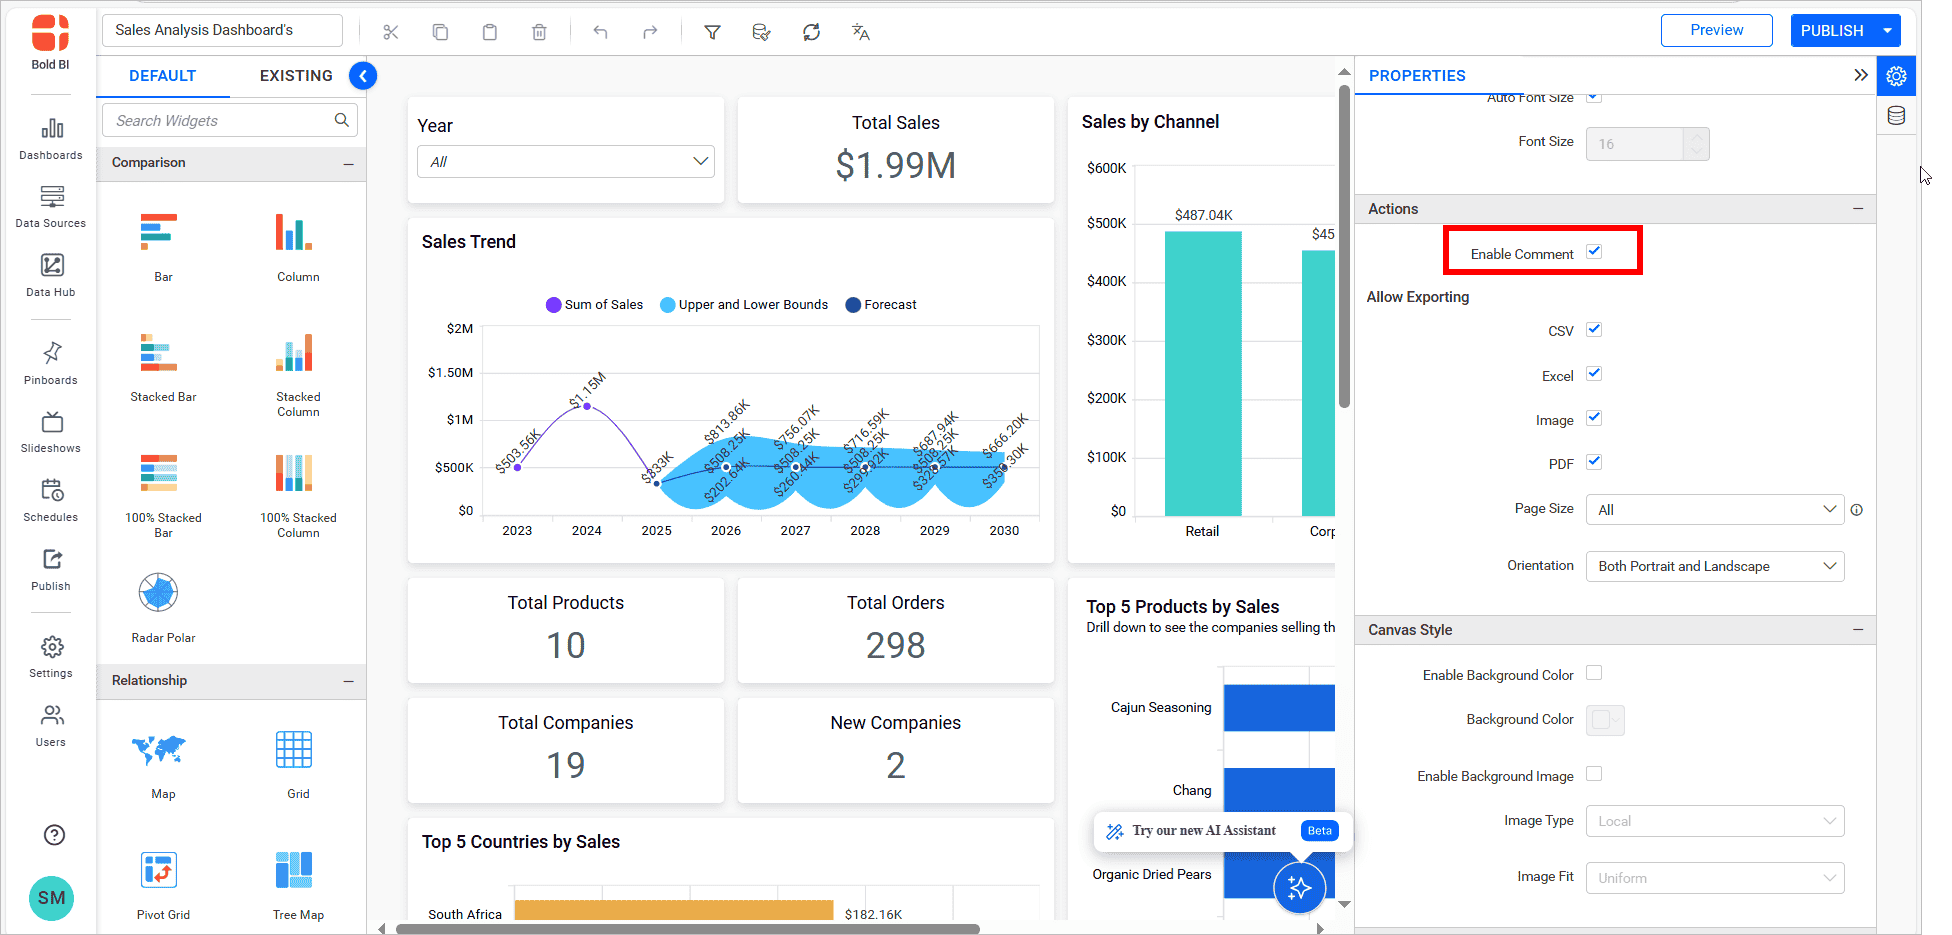 Bold BI
Dashboards
Data Sources
Data Hub
Pinboards
Slideshows
Schedules
Publish
Settings
Users
SM
Sales Analysis Dashboard's
Preview
PUBLISH
DEFAULT
EXISTING
Search Widgets
Comparison
Bar
Column
Stacked Bar
Stacked
Column
100% Stacked
Bar
100% Stacked
Column
Radar Polar
Relationship
Map
Grid
Pivot Grid
Tree Map
Year
All
Total Sales
$1.99M
Sales Trend
Sum of Sales
Upper and Lower Bounds
Forecast
$2M
$1.50M
$1M
$500K
$0
$503.56K
$1.15M
$333K
$813.86K
$508.25K
$202.64K
$756.07K
$508.25K
$260.44K
$716.59K
$508.25K
$299.92K
$687.94K
$508.25K
$328.57K
$666.20K
$350.30K
2023
2024
2025
2026
2027
2028
2029
2030
Sales by Channel
$600K
$500K
$400K
$300K
$200K
$100K
$0
$487.04K
$45
Retail
Corp
Total Products
10
Total Orders
298
Total Companies
19
New Companies
2
Top 5 Products by Sales
Drill down to see the companies selling th
Cajun Seasoning
Chang
Organic Dried Pears
Try our new AI Assistant
Beta
Top 5 Countries by Sales
South Africa
$182.16K
PROPERTIES
Auto Font Size
Font Size
16
Actions
Enable Comment
Allow Exporting
CSV
Excel
Image
PDF
Page Size
All
Orientation
Both Portrait and Landscape
Canvas Style
Enable Background Color
Background Color
Enable Background Image
Image Type
Local
Image Fit
Uniform